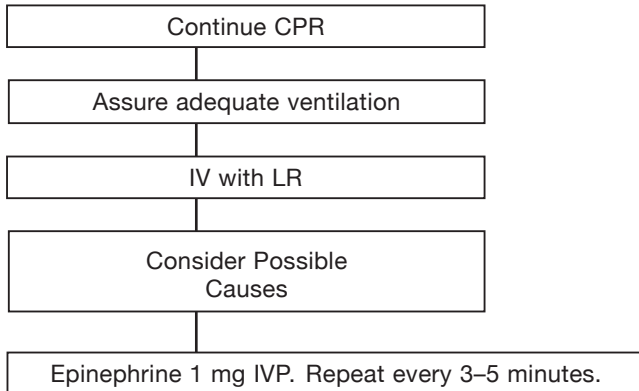 Continue CPR
Assure adequate ventilation
IV with LR
Consider Possible
Causes
Epinephrine 1 mg IVP. Repeat every 3–5 minutes.